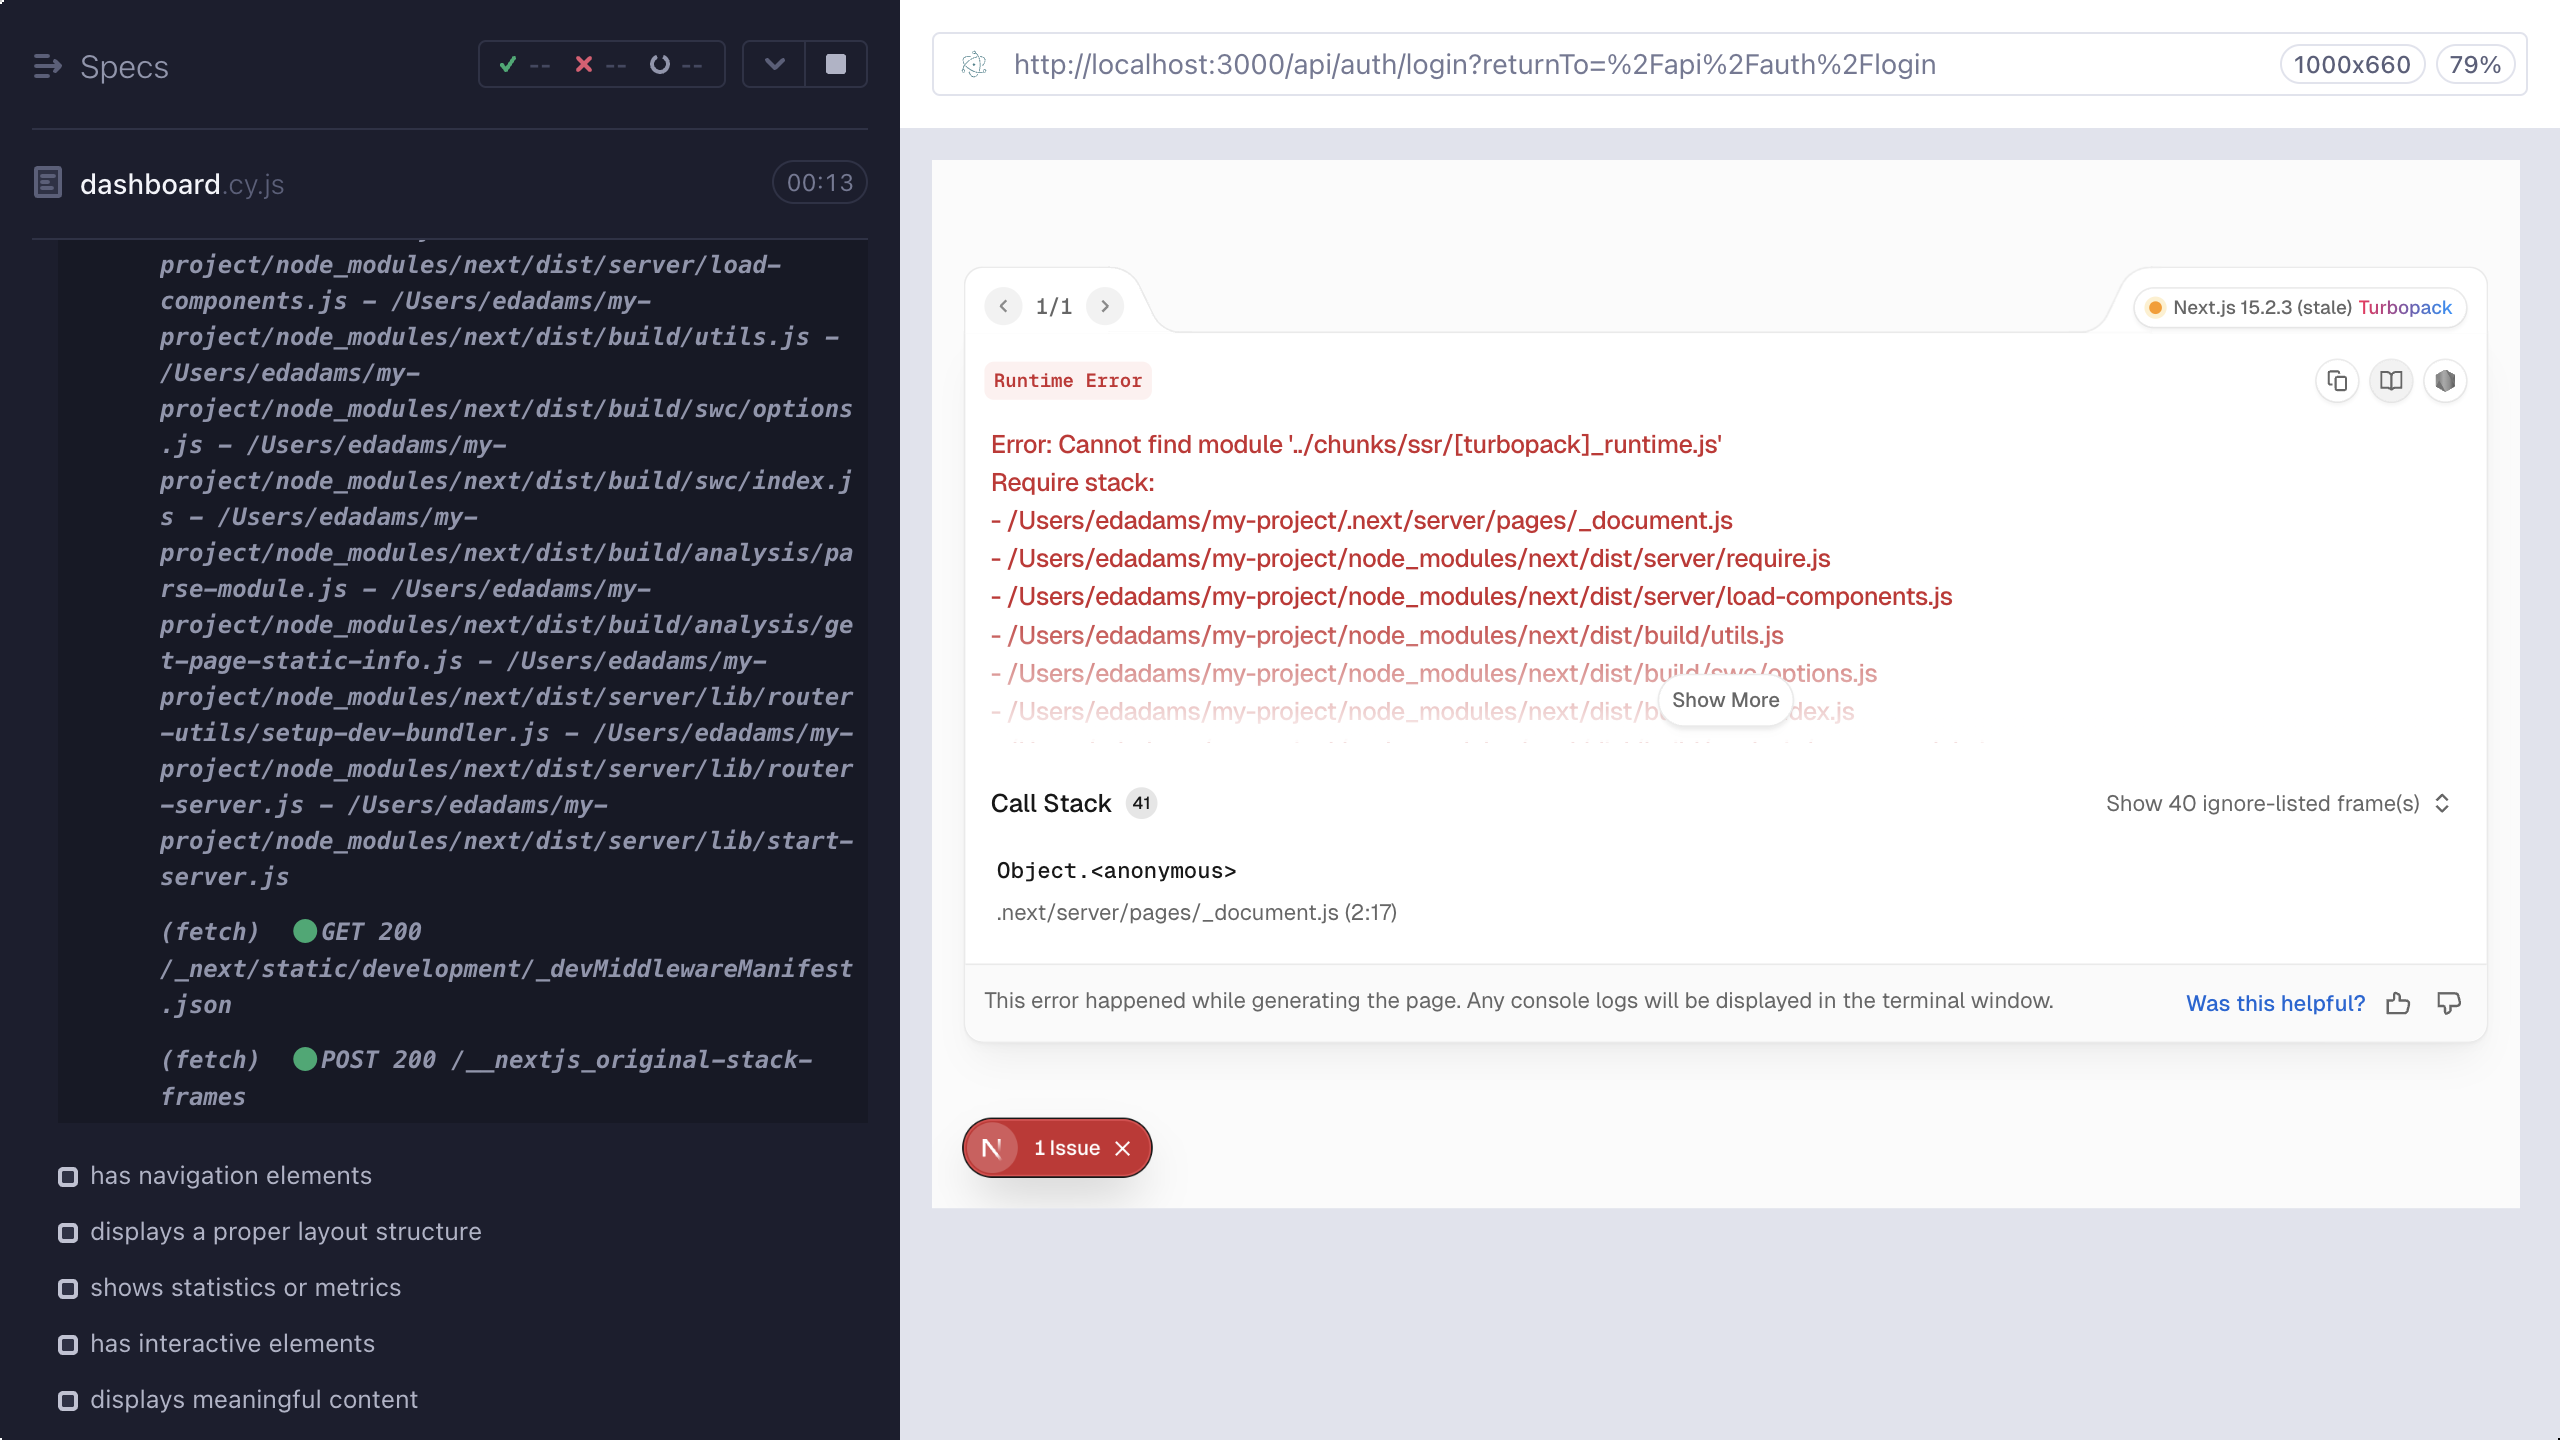 Specs
-- -- --
dashboard.cy.js
00:13
project/node_modules/next/dist/server/load-
components.js - /Users/edadams/my-
project/node_modules/next/dist/build/utils.js -
/Users/edadams/my-
project/node_modules/next/dist/build/swc/options
.js - /Users/edadams/my-
project/node_modules/next/dist/build/swc/index.j
s - /Users/edadams/my-
project/node_modules/next/dist/build/analysis/pa
rse-module.js - /Users/edadams/my-
project/node_modules/next/dist/build/analysis/ge
t-page-static-info.js - /Users/edadams/my-
project/node_modules/next/dist/server/lib/router
-utils/setup-dev-bundler.js - /Users/edadams/my-
project/node_modules/next/dist/server/lib/router
-server.js - /Users/edadams/my-
project/node_modules/next/dist/server/lib/start-
server.js
(fetch) GET 200
/_next/static/development/_devMiddlewareManifest
.json
(fetch) POST 200 /__nextjs_original-stack-
frames
has navigation elements
displays a proper layout structure
shows statistics or metrics
has interactive elements
displays meaningful content
http://localhost:3000/api/auth/login?returnTo=%2Fapi%2Fauth%2Flogin
1000x660
79%
1/1
Next.js 15.2.3 (stale) Turbopack
Runtime Error
Error: Cannot find module '../chunks/ssr/[turbopack]_runtime.js'
Require stack:
- /Users/edadams/my-project/.next/server/pages/_document.js
- /Users/edadams/my-project/node_modules/next/dist/server/require.js
- /Users/edadams/my-project/node_modules/next/dist/server/load-components.js
- /Users/edadams/my-project/node_modules/next/dist/build/utils.js
- /Users/edadams/my-project/node_modules/next/dist/build/swc/options.js
- /Users/edadams/my-project/node_modules/next/dist/
Show More
Call Stack 41
Show 40 ignore-listed frame(s)
Object.<anonymous>
.next/server/pages/_document.js (2:17)
This error happened while generating the page. Any console logs will be displayed in the terminal window.
Was this helpful?
N 1 Issue